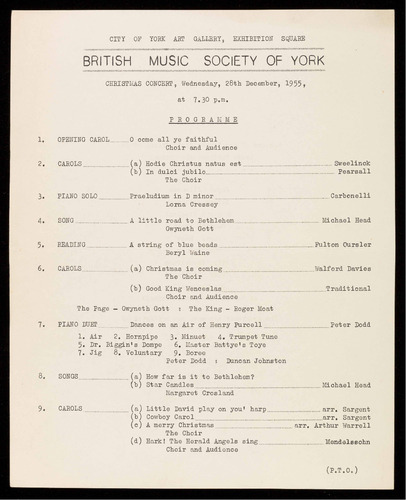 CITY OF YORK ART GALLERY, EXHIBITION SQUARE
BRITISH MUSIC SOCIETY OF YORK
CHRISTMAS CONCERT, Wednesday, 28th December, 1955,
at 7.30 p.m.
PROGRAMME
1. OPENING CAROL O come all ye faithful
Choir and Audience
2. CAROLS (a) Hodie Christus natus est Sweelinck
(b) In dulci jubilo Pearsall
The Choir
3. PIANO SOLO Praeludium in D minor Carbonelli
Lorna Cressey
4. SONG A little road to Bethlehem Michael Head
Gwyneth Gott
5. READING A string of blue beads Fulton Oursler
Beryl Waine
6. CAROLS (a) Christmas is coming Walford Davies
The Choir
(b) Good King Wenceslas Traditional
Choir and Audience
The Page - Gwyneth Gott : The King - Roger Mont
7. PIANO DUET Dances on an Air of Henry Purcell Peter Dodd
1. Air 2. Hornpipe 3. Minuet 4. Trumpet Tune
5. Dr. Biggin's Dompe 6. Master Battye's Toye
7. Jig 8. Voluntary 9. Boree
Peter Dodd : Duncan Johnston
8. SONGS (a) How far is it to Bethlehem?
(b) Star Candles Michael Head
Margaret Crosland
9. CAROLS (a) Little David play on you' harp arr. Sargent
(b) Cowboy Carol arr. Sargent
(c) A merry Christmas arr. Arthur Warrell
The Choir
(d) Hark! The Herald Angels sing Mendelssohn
Choir and Audience
(P.T.O.)